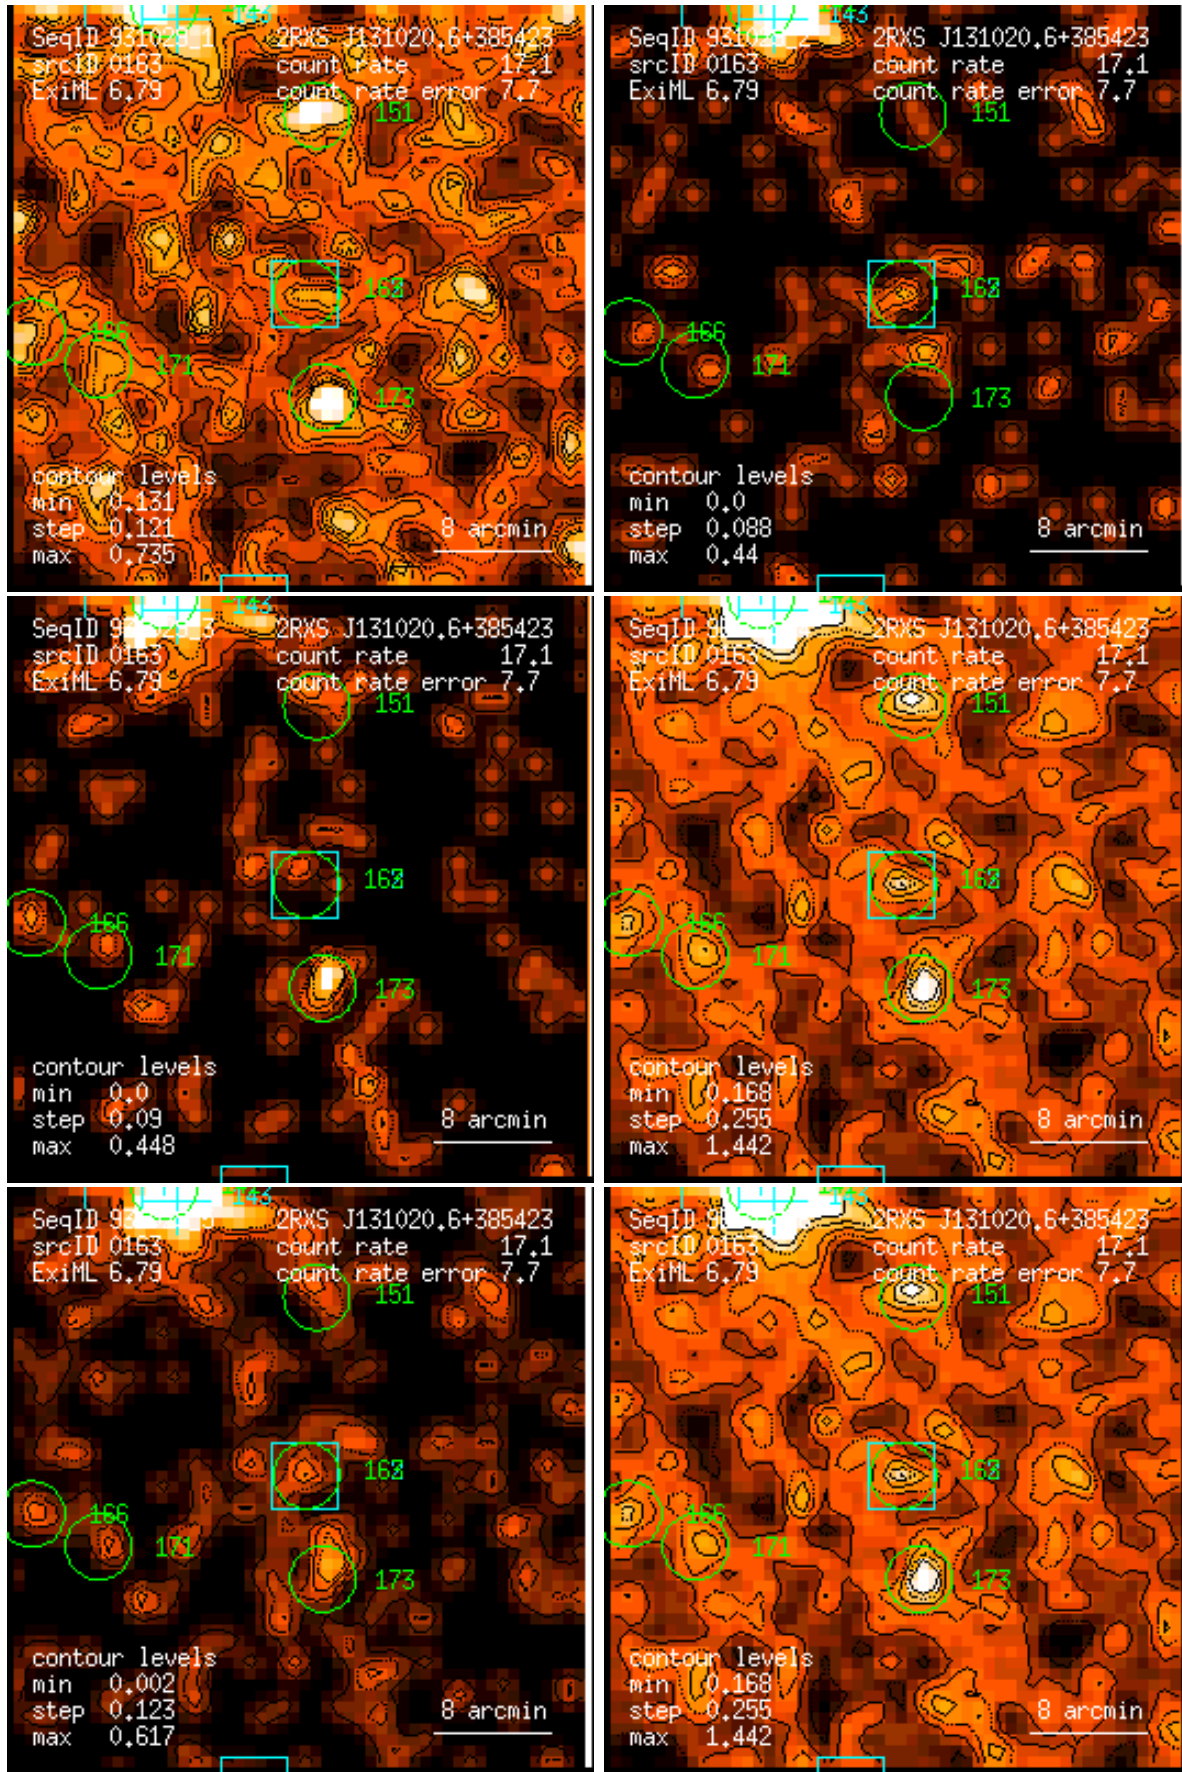 143
SeqID 931029_1 2RXS J131020.6+385423
srcID 0163 count rate 17.1
ExiML 6.79 count rate error 7.7
151
163
166
171
173
contour levels
min 0.131
step 0.121 8 arcmin
max 0.735
143
2RXS J131020.6+385423
SeqID
srcID 0163 count rate 17.1
ExiML 6.79 count rate error 7.7
151
166
171
173
contour levels
min 0.0
step 0.088 8 arcmin
max 0.44
143
SeqID 2RXS J131020.6+385423
srcID 0163 count rate 17.1
ExiML 6.79 count rate error 7.7
151
166
171
173
contour levels
min 0.0
step 0.09 8 arcmin
max 0.448
143
SeqID 2RXS J131020.6+385423
srcID 0163 count rate 17.1
ExiML 6.79 count rate error 7.7
151
166
171
173
contour levels
min 0.168
step 0.255 8 arcmin
max 1.442
143
SeqID 2RXS J131020.6+385423
srcID 0163 count rate 17.1
ExiML 6.79 count rate error 7.7
151
166
171
173
contour levels
min 0.002
step 0.123 8 arcmin
max 0.617
143
SeqID 2RXS J131020.6+385423
srcID 0163 count rate 17.1
ExiML 6.79 count rate error 7.7
151
166
171
173
contour levels
min 0.168
step 0.255 8 arcmin
max 1.442